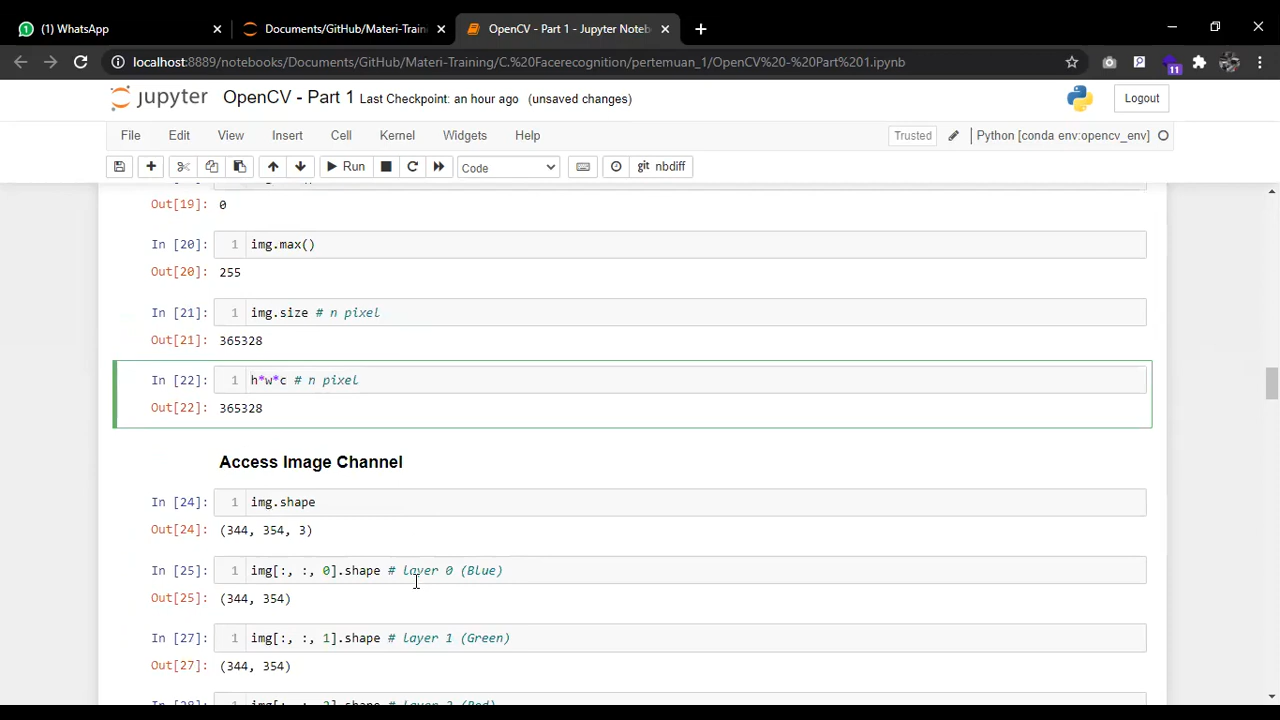 WhatsApp
Documents/GitHub/Materi-Train
OpenCV - Part 1 - Jupyter Noteb
localhost:8889/notebooks/Documents/GitHub/Materi-Training/C.%20Facerecognition/pertemuan_1/OpenCV%20-%20Part%201.ipynb
11
jupyter OpenCV - Part 1 Last Checkpoint: an hour ago (unsaved changes)
Logout
File Edit View Insert Cell Kernel Widgets Help
Trusted Python [conda env:opencv_env]
Run Code git nbdiff
Out[19]: 0
In [20]: 1 img.max()
Out[20]: 255
In [21]: 1 img.size # n pixel
Out[21]: 365328
In [22]: 1 h*w*c # n pixel
Out[22]: 365328
Access Image Channel
In [24]: 1 img.shape
Out[24]: (344, 354, 3)
In [25]: 1 img[:, :, 0].shape # layer 0 (Blue)
Out[25]: (344, 354)
In [27]: 1 img[:, :, 1].shape # layer 1 (Green)
Out[27]: (344, 354)